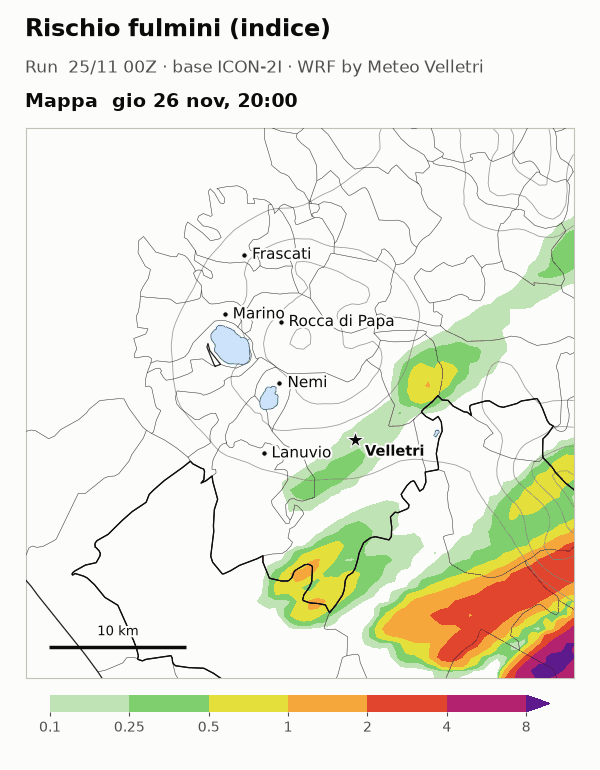 Rischio fulmini (indice)
Run  25/11 00Z · base ICON-2I · WRF by Meteo Velletri
Mappa  gio 26 nov, 20:00
Frascati
Marino
Rocca di Papa
Nemi
Velletri
Lanuvio
10 km
0.1 0.25 0.5 1 2 4 8